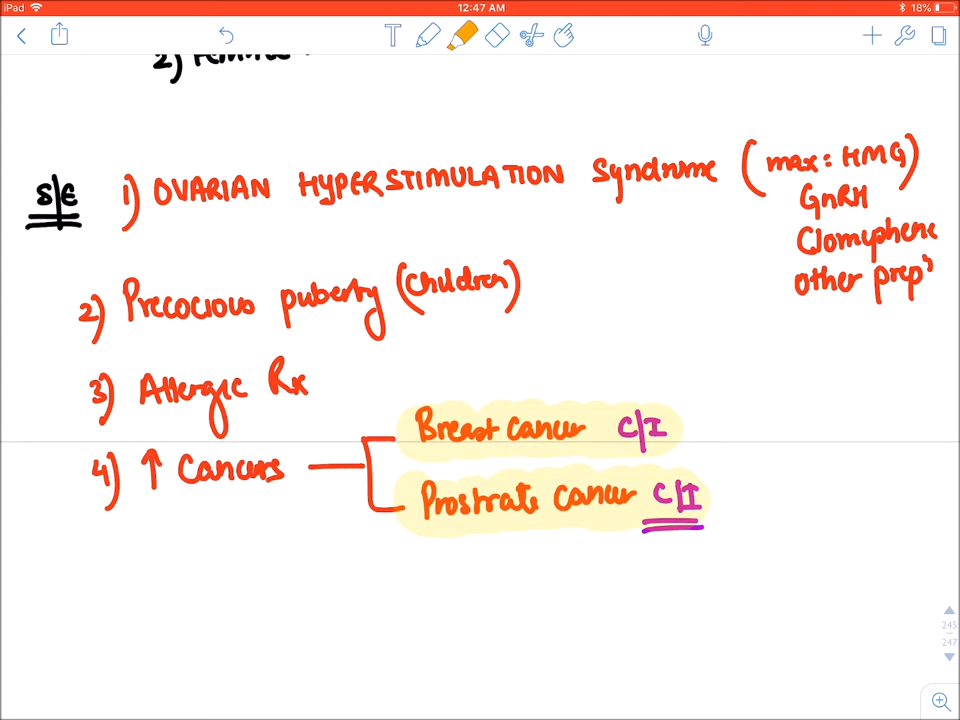 iPad 12:47 AM 18%
T
2)
S/E 1) OVARIAN HYPERSTIMULATION Syndrome (max: HMG)
GnRH
Clomiphene
other prep'
2) Precocious puberty (children)
3) Allergic Rx
Breast cancer C/I
4) ↑ Cancers
Prostrate cancer C/I
245
247